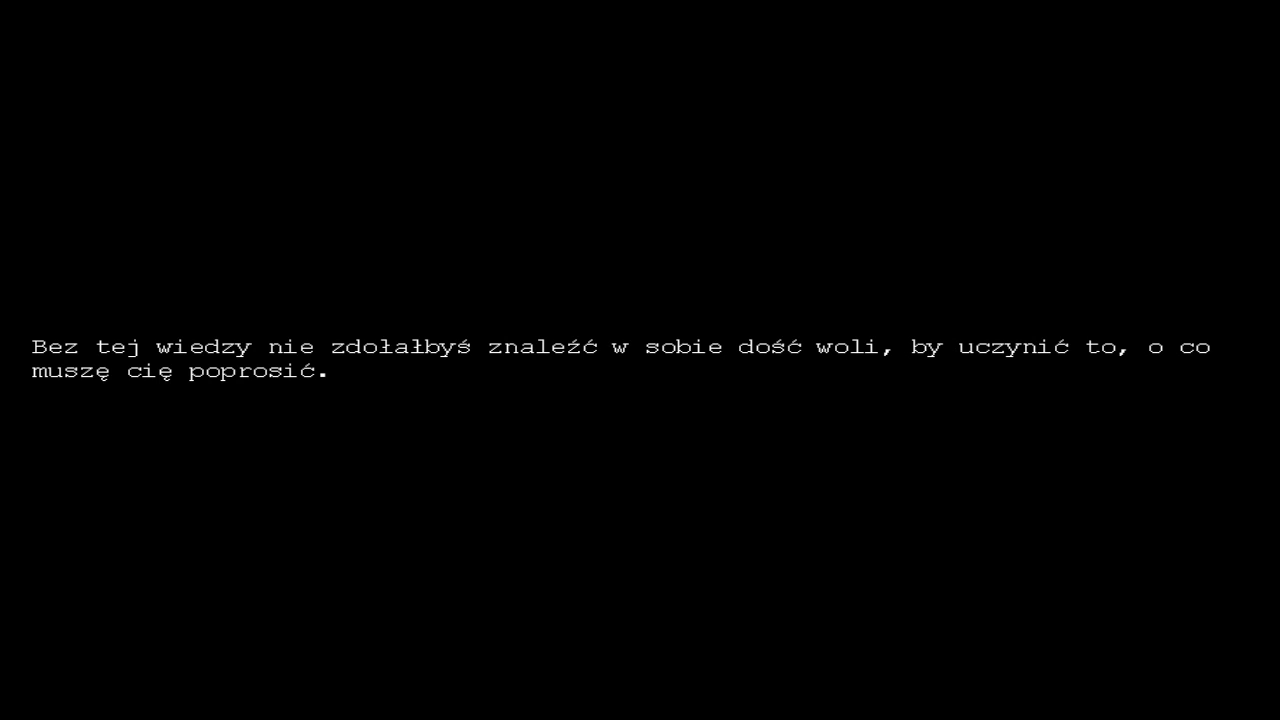 Bez tej wiedzy nie zdołałbyś znaleźć w sobie dość woli, by uczynić to, o co
muszę cię poprosić.